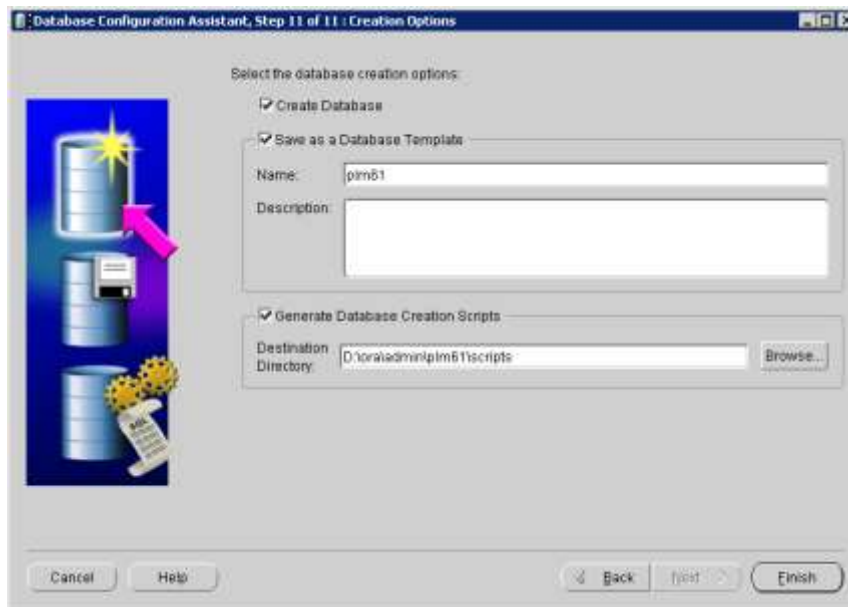 Database Configuration Assistant, Step 11 of 11 : Creation Options
Select the database creation options:
Create Database
Save as a Database Template
Name: plm61
Description:
Generate Database Creation Scripts
Destination Directory: D:\ora\admin\plm61\scripts Browse...
SQL
Cancel Help Back Next Finish